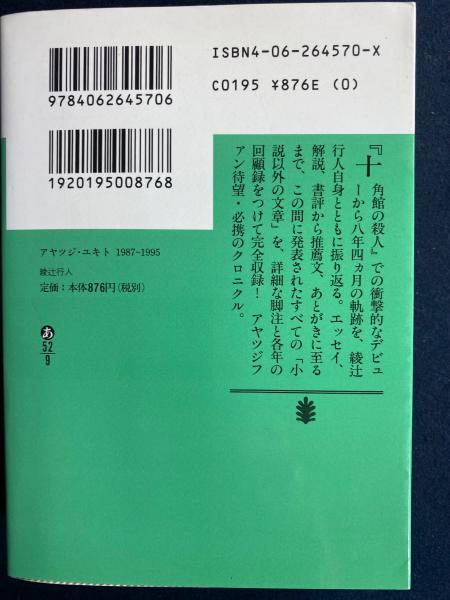 ISBN4-06-264570-X
C0195 ¥876E (0)
9784062645706
1920195008768
アヤツジ・ユキト 1987-1995
綾辻行人
定価:本体876円(税別)
あ
52
9
『十角館の殺人』での衝撃的なデビュ
ーから八年四ヵ月の軌跡を、綾辻
行人自身とともに振り返る。エッセイ、
解説、書評から推薦文、あとがきに至る
まで、この間に発表されたすべての「小
説以外の文章」を、詳細な脚注と各年の
回顧録をつけて完全収録! アヤツジフ
ァン待望・必携のクロニクル。